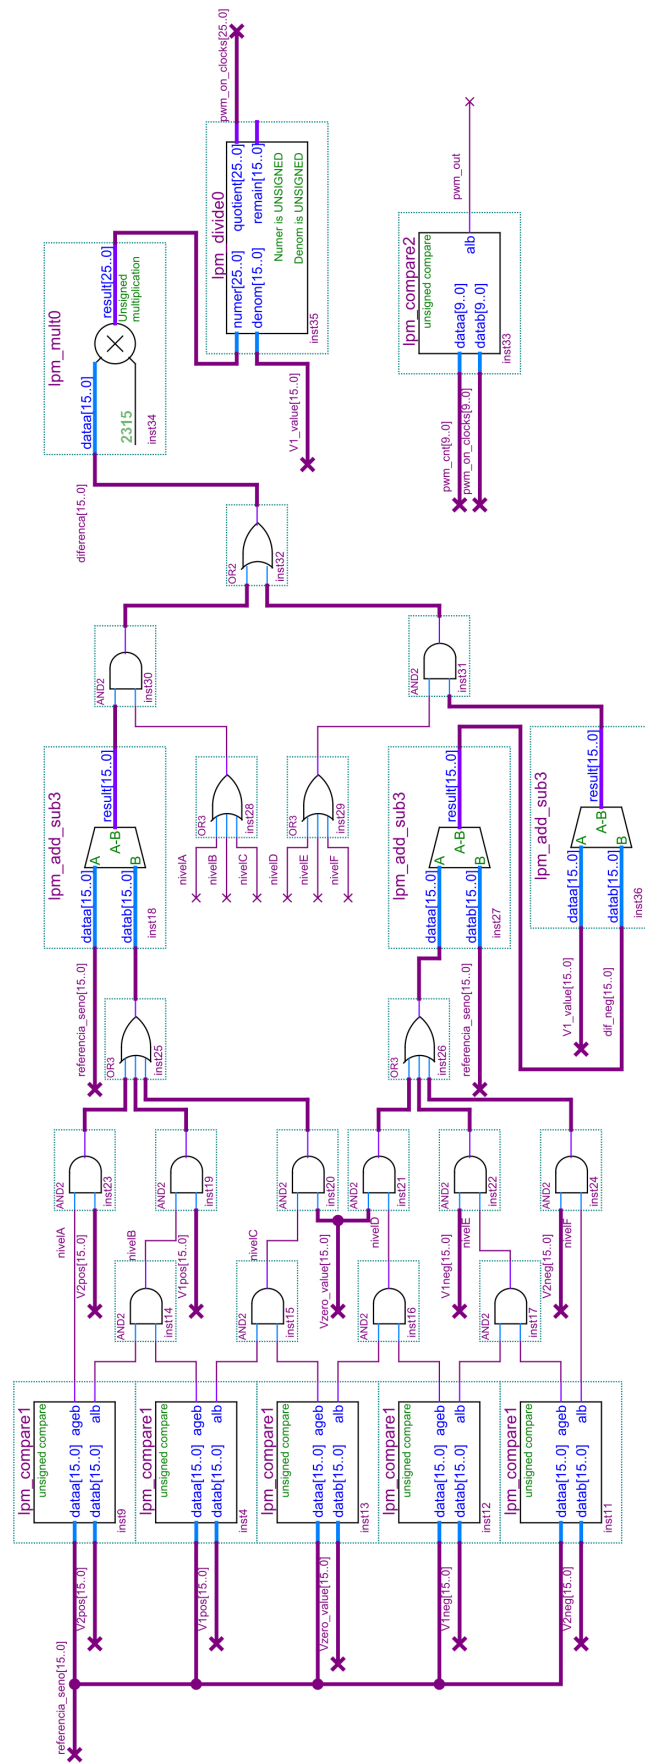 referencia_seno[15..0]
V2pos[15..0]
lpm_compare1
unsigned compare
dataa[15..0]
datab[15..0]
ageb
alb
inst9
V1pos[15..0]
lpm_compare1
unsigned compare
dataa[15..0]
datab[15..0]
ageb
alb
inst4
Vzero_value[15..0]
lpm_compare1
unsigned compare
dataa[15..0]
datab[15..0]
ageb
alb
inst13
V1neg[15..0]
lpm_compare1
unsigned compare
dataa[15..0]
datab[15..0]
ageb
alb
inst12
V2neg[15..0]
lpm_compare1
unsigned compare
dataa[15..0]
datab[15..0]
ageb
alb
inst11
AND2
inst14
AND2
inst15
AND2
inst16
AND2
inst17
nivelA
V2pos[15..0]
AND2
inst23
nivelB
V1pos[15..0]
AND2
inst19
nivelC
Vzero_value[15..0]
AND2
inst20
nivelD
AND2
inst21
nivelE
V1neg[15..0]
AND2
inst22
nivelF
V2neg[15..0]
AND2
inst24
OR3
inst25
OR3
inst26
referencia_seno[15..0]
lpm_add_sub3
dataa[15..0]
datab[15..0]
A
B
A-B
result[15..0]
inst18
nivelA
nivelB
nivelC
OR3
inst28
nivelD
nivelE
nivelF
OR3
inst29
referencia_seno[15..0]
lpm_add_sub3
dataa[15..0]
datab[15..0]
A
B
A-B
result[15..0]
inst27
V1_value[15..0]
dif_neg[15..0]
lpm_add_sub3
dataa[15..0]
datab[15..0]
A
B
A-B
result[15..0]
inst36
AND2
inst30
AND2
inst31
OR2
inst32
diferenca[15..0]
lpm_mult0
dataa[15..0]
2315
Unsigned
multiplication
result[25..0]
inst34
V1_value[15..0]
lpm_divide0
numer[25..0]
denom[15..0]
quotient[25..0]
remain[15..0]
Numer is UNSIGNED
Denom is UNSIGNED
inst35
pwm_on_clocks[25..0]
pwm_cnt[9..0]
pwm_on_clocks[9..0]
lpm_compare2
unsigned compare
dataa[9..0]
datab[9..0]
alb
inst33
pwm_out